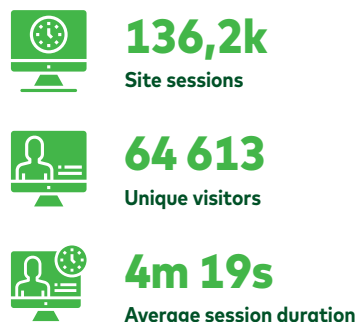 136,2k
Site sessions
64 613
Unique visitors
4m 19s
Average session duration